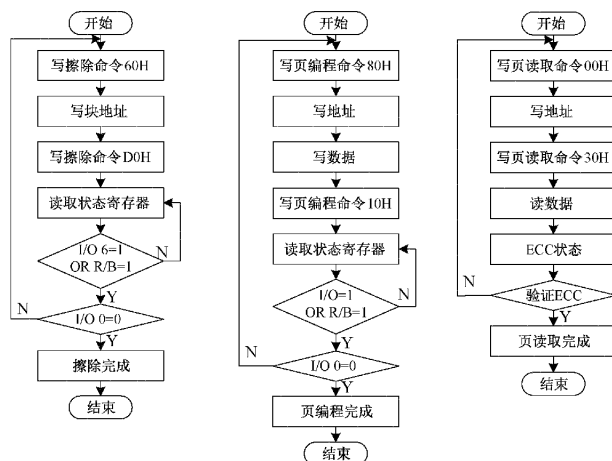 开始
写擦除命令60H
写块地址
写擦除命令D0H
读取状态寄存器
I/O 6=1
OR R/B=1
N
Y
N
I/O 0=0
Y
擦除完成
结束
开始
写页编程命令80H
写地址
写数据
写页编程命令10H
读取状态寄存器
I/O=1
OR R/B=1
N
Y
N
I/O 0=0
Y
页编程完成
结束
开始
写页读取命令00H
写地址
写页读取命令30H
读数据
ECC状态
N
验证ECC
Y
页读取完成
结束